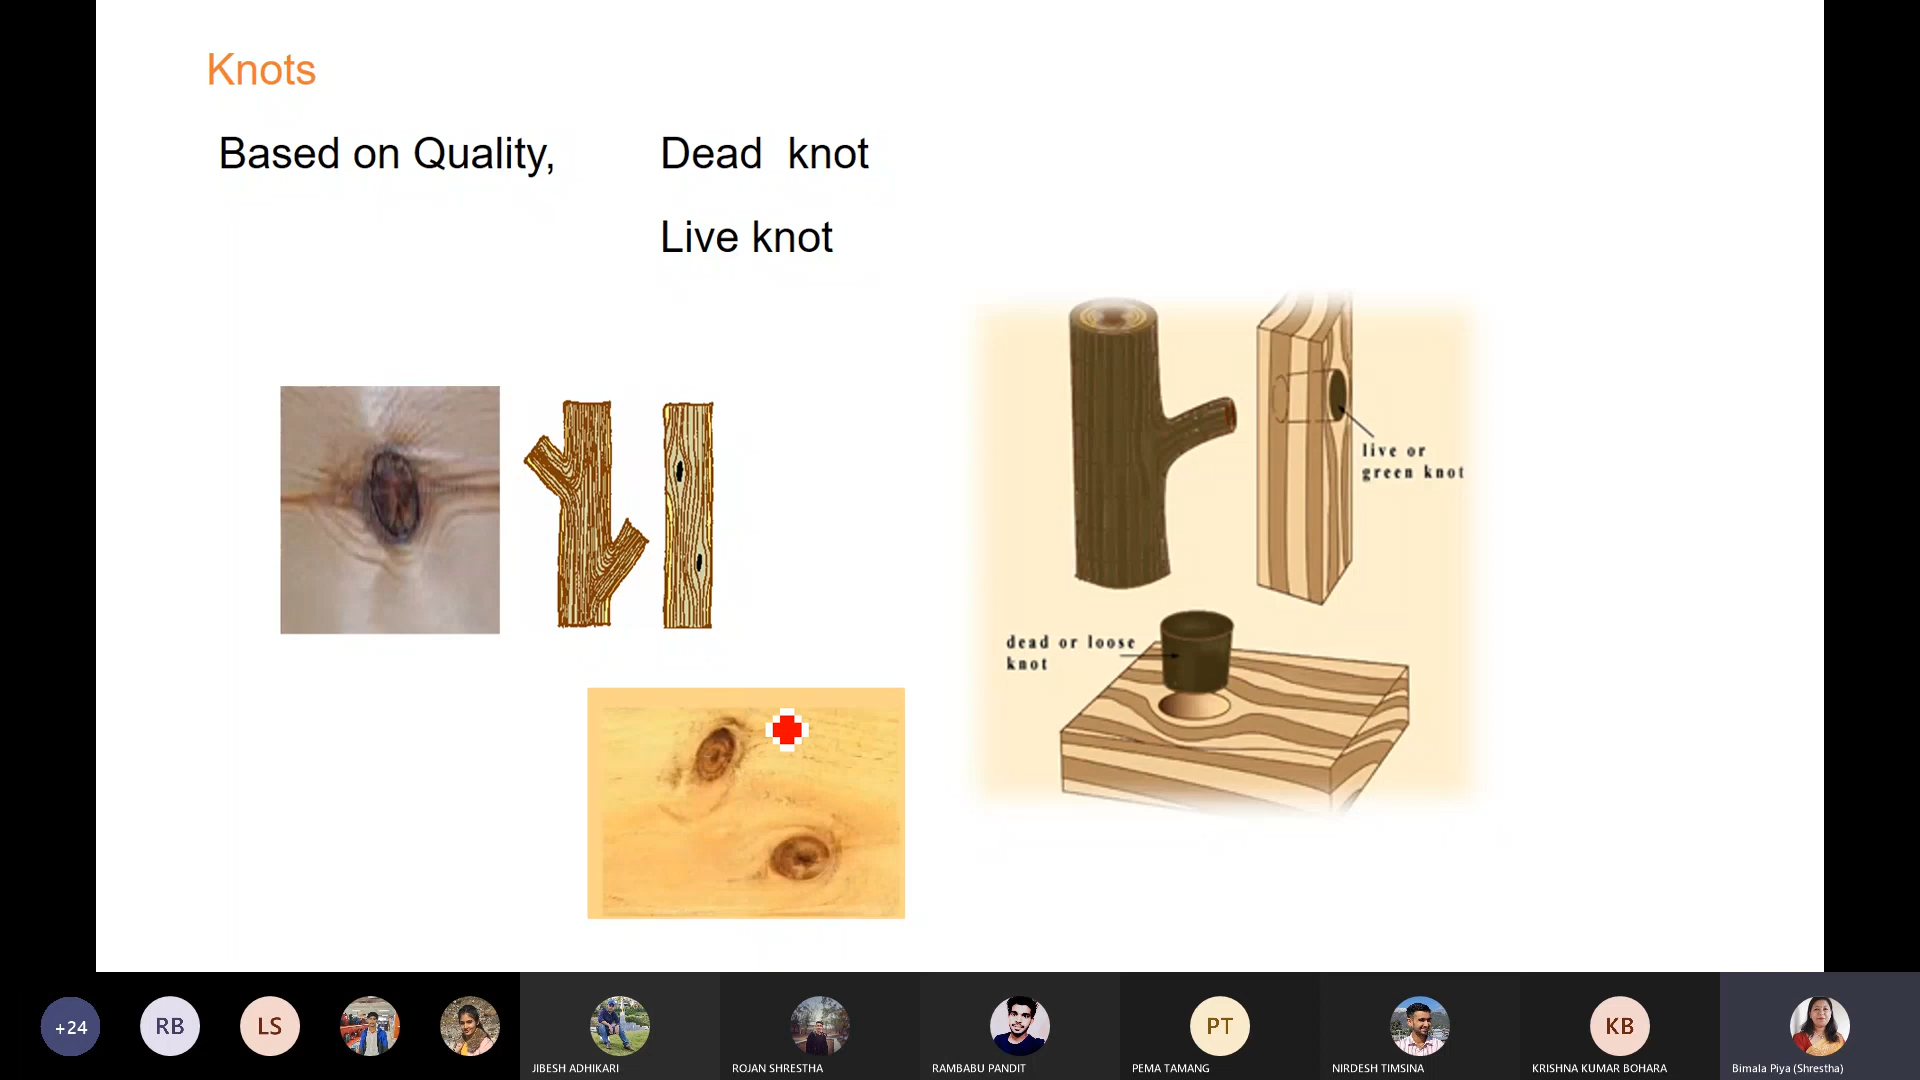 Knots
Based on Quality, Dead knot
Live knot
live or
green knot
dead or loose
knot
+24
RB
LS
PT
KB
JIBESH ADHIKARI
ROJAN SHRESTHA
RAMBABU PANDIT
PEMA TAMANG
NIRDESH TIMSINA
KRISHNA KUMAR BOHARA
Bimala Piya (Shrestha)